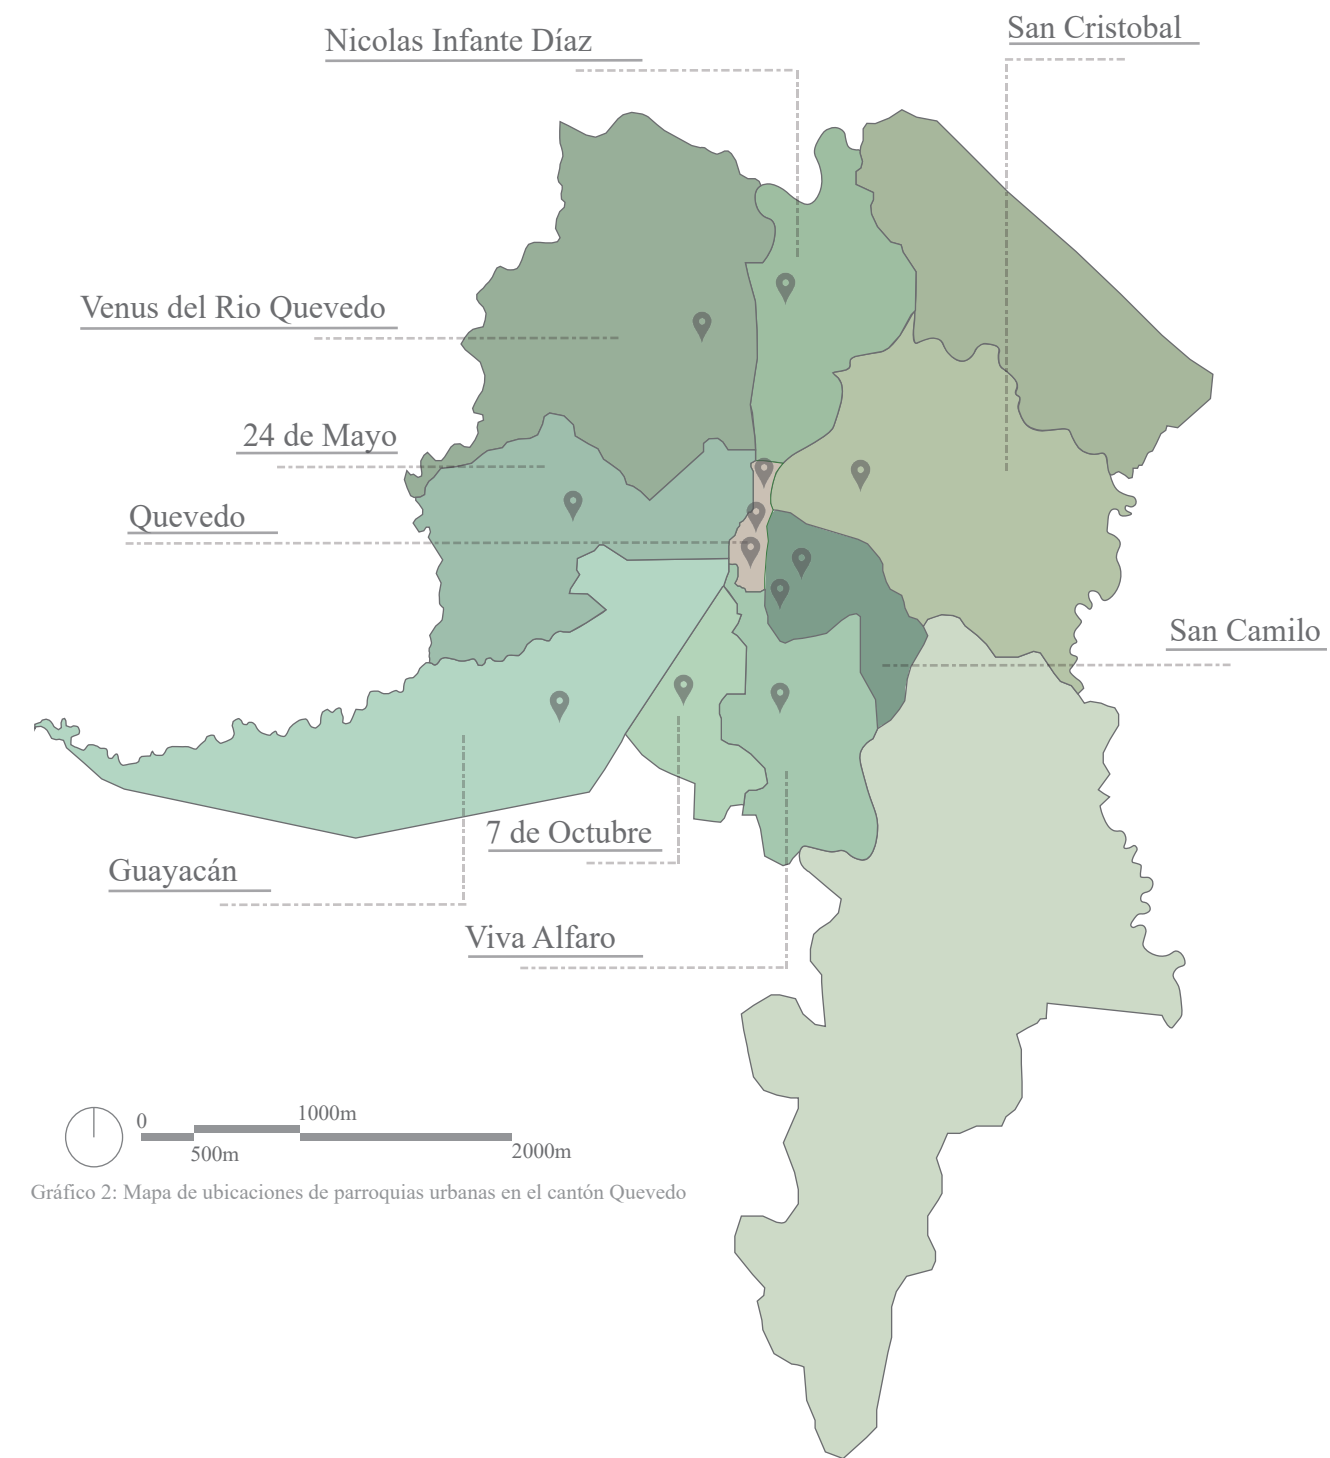 San Cristobal
Nicolas Infante Díaz
Venus del Rio Quevedo
24 de Mayo
Quevedo
San Camilo
7 de Octubre
Guayacán
Viva Alfaro
0
1000m
500m
2000m
Gráfico 2: Mapa de ubicaciones de parroquias urbanas en el cantón Quevedo